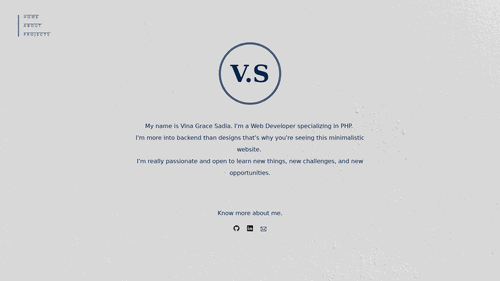 HOME
ABOUT
PROJECTS
V.S
My name is Vina Grace Sadia. I'm a Web Developer specializing in PHP.
I'm more into backend than designs that's why you're seeing this minimalistic
website.
I'm really passionate and open to learn new things, new challenges, and new
opportunities.
Know more about me.